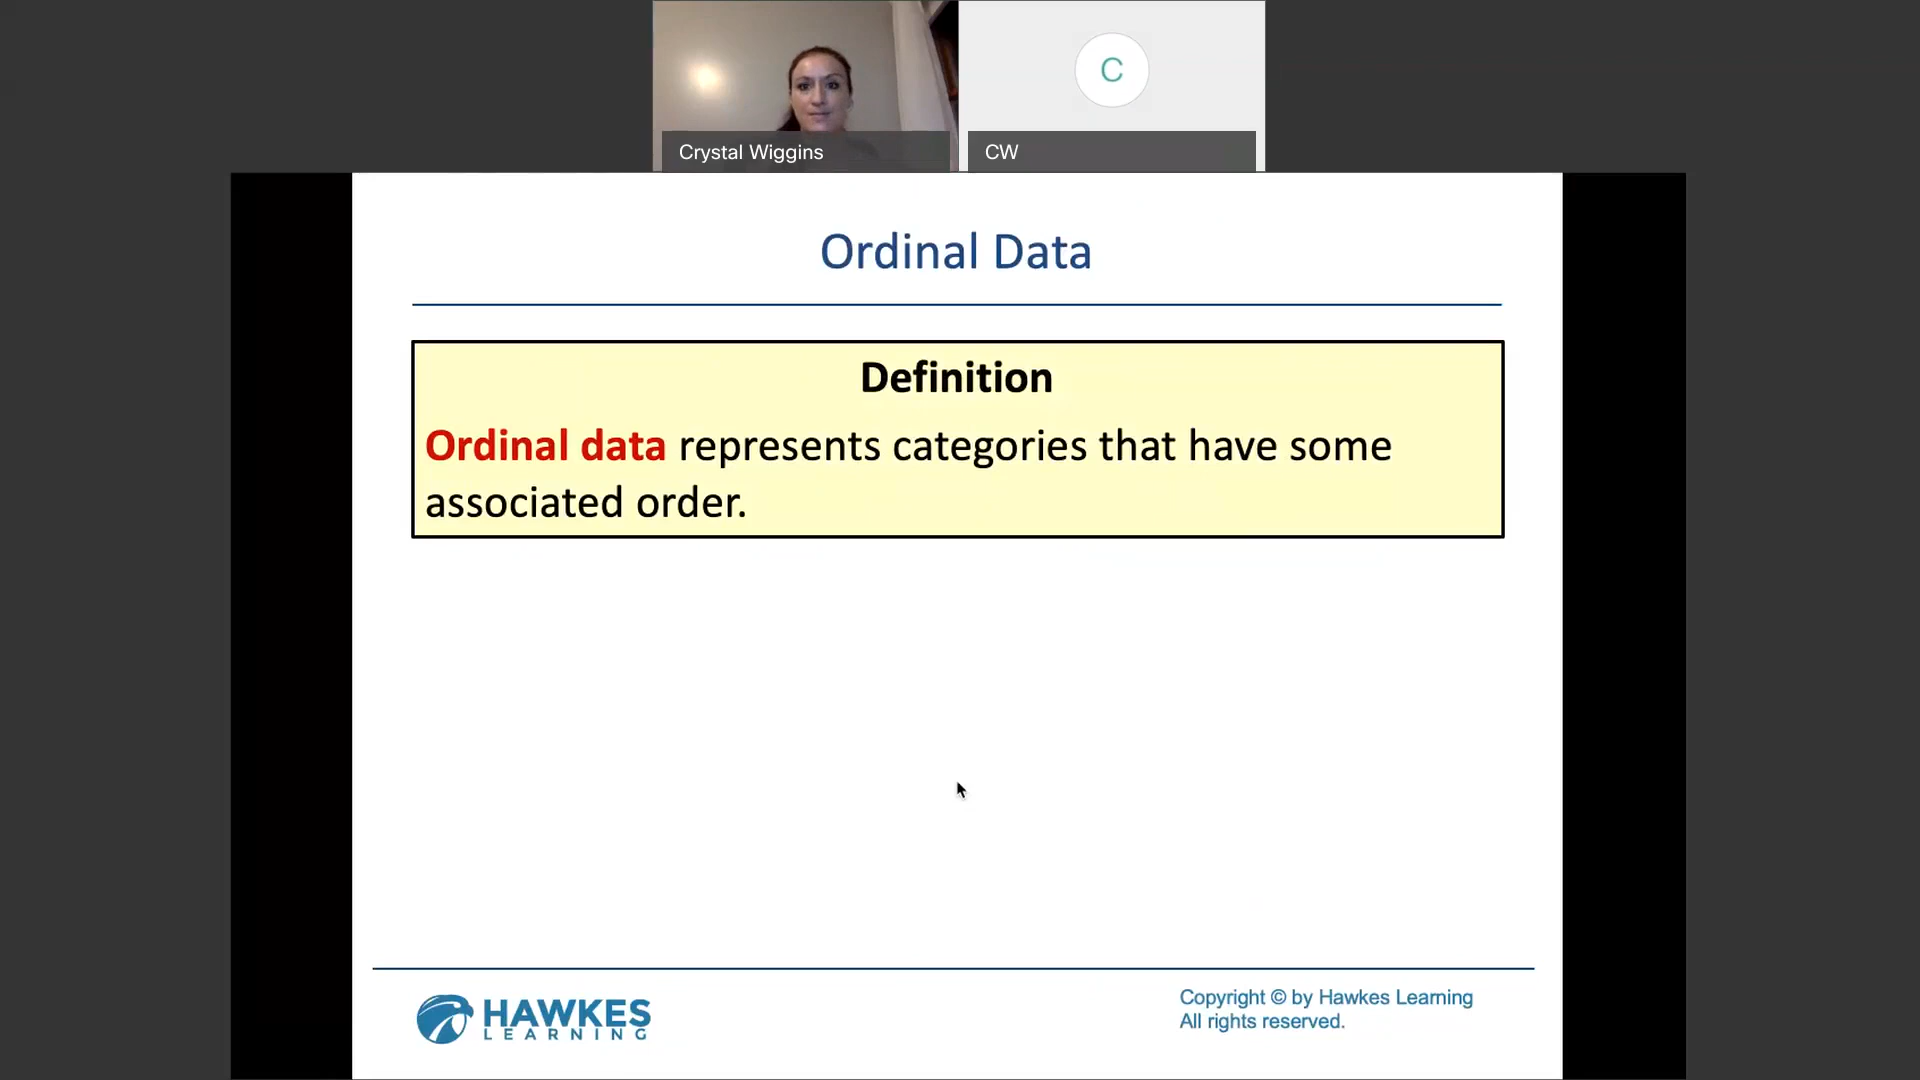 C
Crystal Wiggins
CW
Ordinal Data
Definition
Ordinal data represents categories that have some
associated order.
HAWKES
LEARNING
Copyright © by Hawkes Learning
All rights reserved.